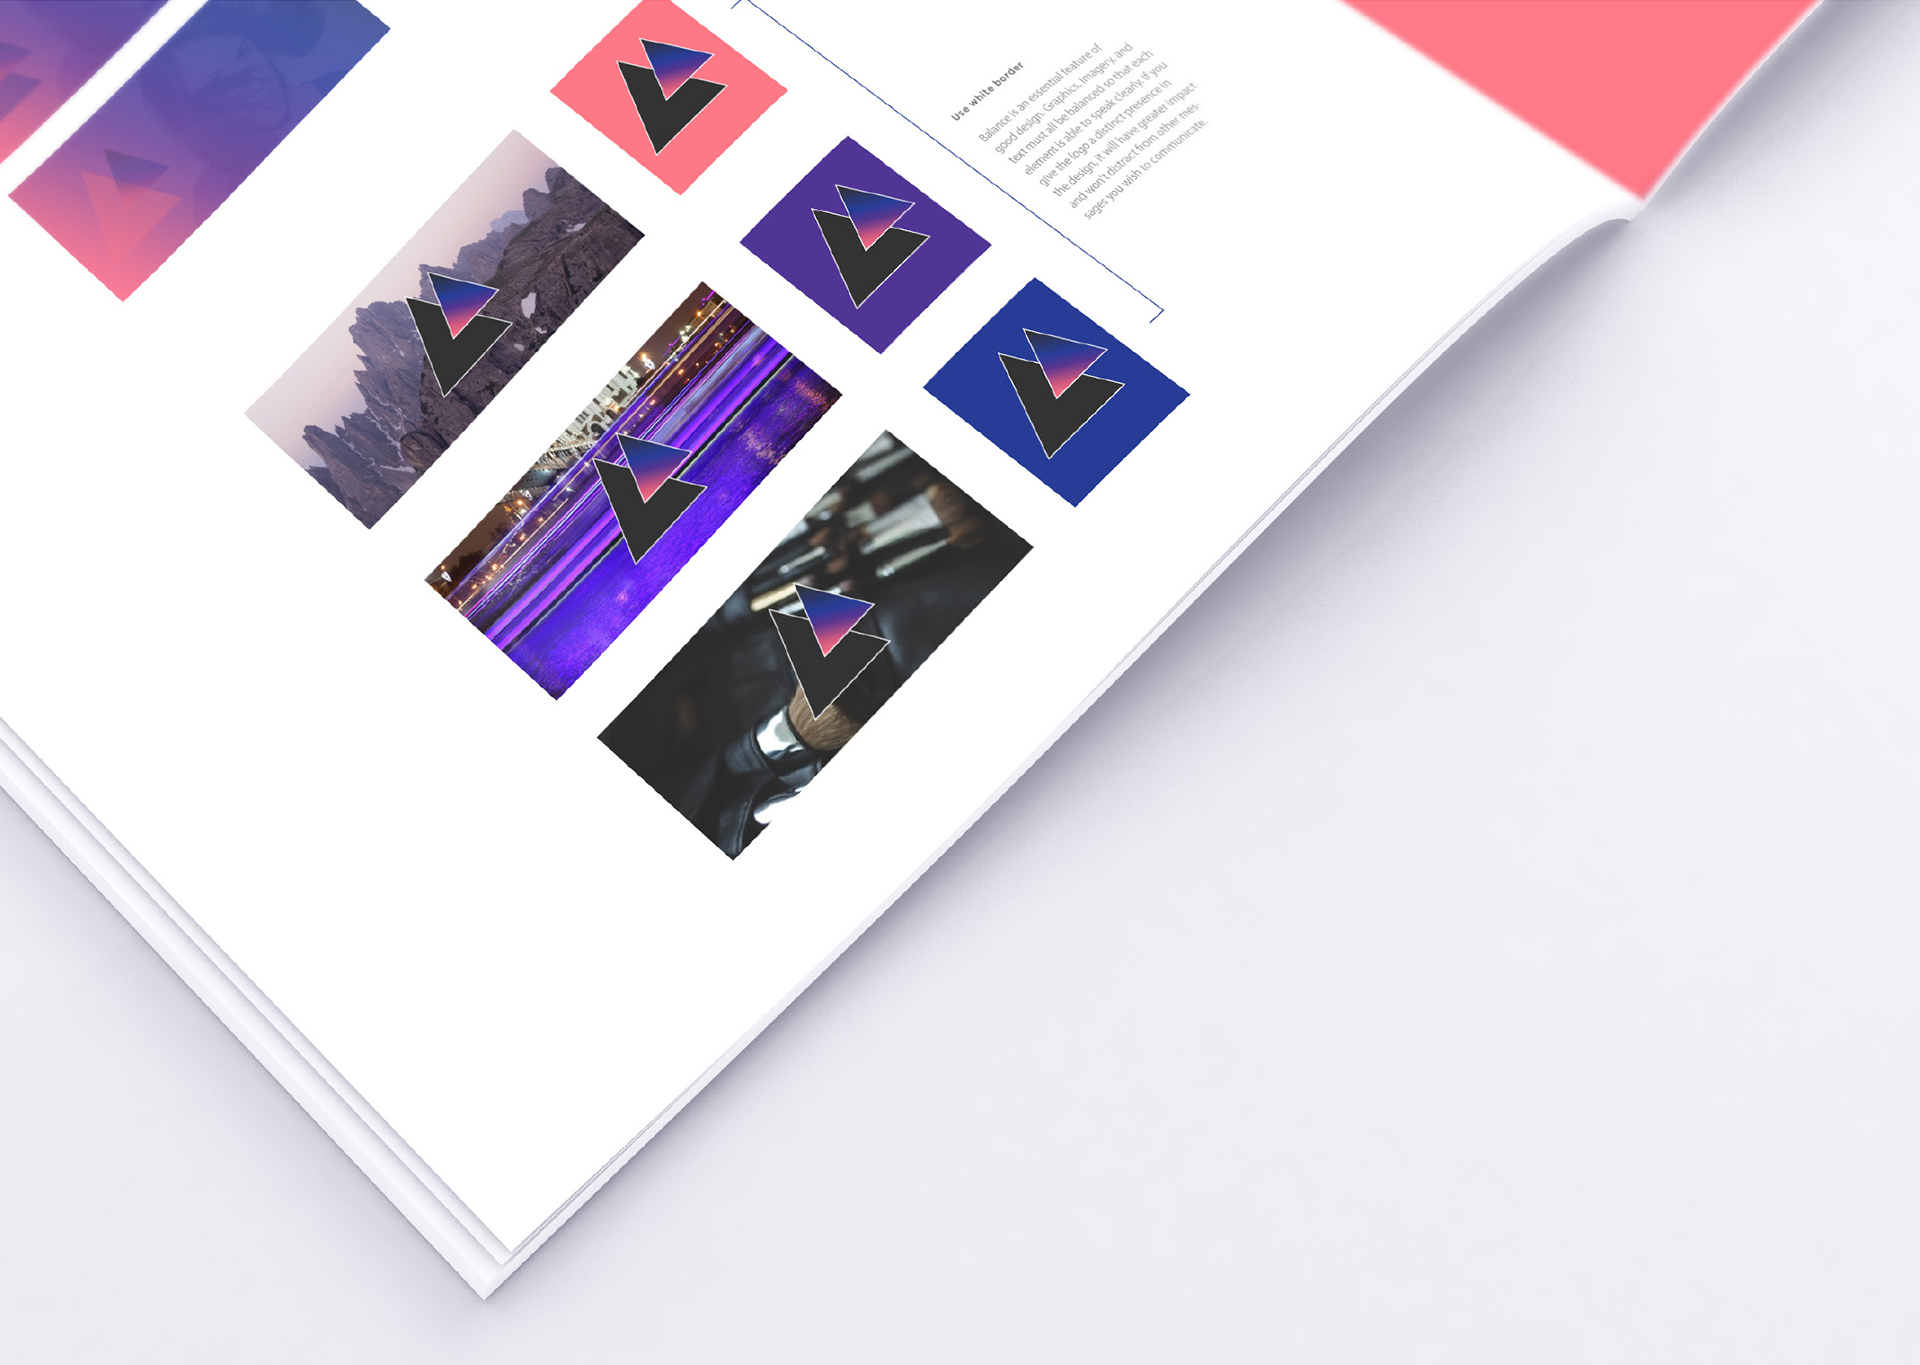 Use white border
Balance is an essential feature of
good design. Graphics, imagery, and
text must all be balanced so that each
element is able to speak clearly. If you
give the logo a distinct presence in
the design, it will have greater impact
and won't distract from other mes-
sages you wish to communicate.